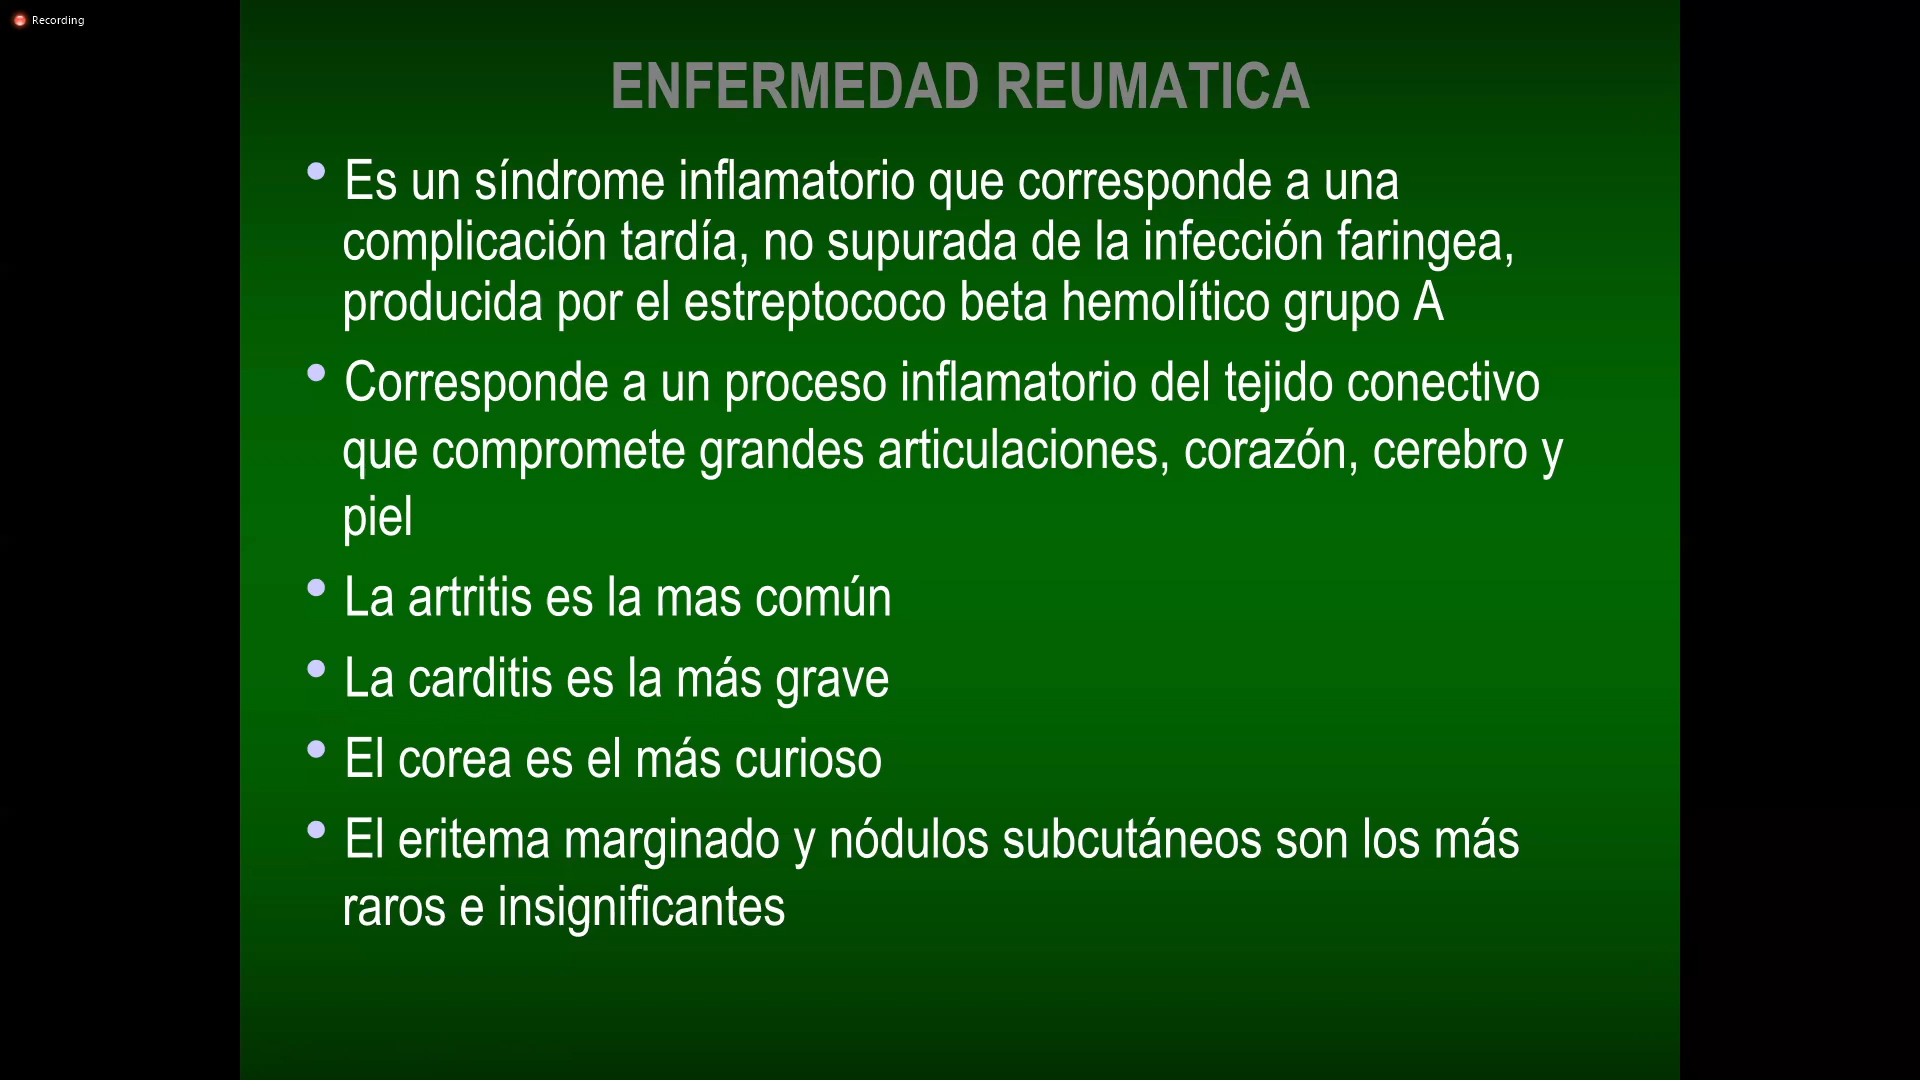 Recording
ENFERMEDAD REUMATICA
• Es un síndrome inflamatorio que corresponde a una
complicación tardía, no supurada de la infección faringea,
producida por el estreptococo beta hemolítico grupo A
• Corresponde a un proceso inflamatorio del tejido conectivo
que compromete grandes articulaciones, corazón, cerebro y
piel
• La artritis es la mas común
• La carditis es la más grave
• El corea es el más curioso
• El eritema marginado y nódulos subcutáneos son los más
raros e insignificantes